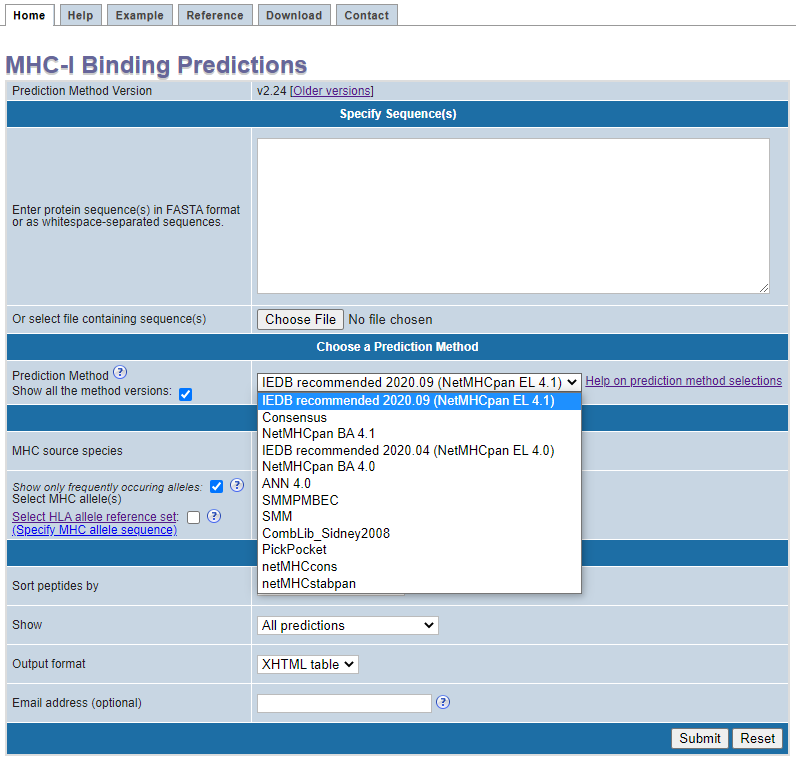 Home Help Example Reference Download Contact
MHC-I Binding Predictions
Prediction Method Version v2.24 [Older versions]
Specify Sequence(s)
Enter protein sequence(s) in FASTA format
or as whitespace-separated sequences.
Or select file containing sequence(s) Choose File No file chosen
Choose a Prediction Method
Prediction Method ?
Show all the method versions:
IEDB recommended 2020.09 (NetMHCpan EL 4.1) Help on prediction method selections
IEDB recommended 2020.09 (NetMHCpan EL 4.1)
Consensus
NetMHCpan BA 4.1
IEDB recommended 2020.04 (NetMHCpan EL 4.0)
NetMHCpan BA 4.0
ANN 4.0
SMMPMBEC
SMM
CombLib_Sidney2008
PickPocket
netMHCcons
netMHCstabpan
MHC source species
Show only frequently occuring alleles: ?
Select MHC allele(s)
Select HLA allele reference set: ?
(Specify MHC allele sequence)
Sort peptides by
Show All predictions
Output format XHTML table
Email address (optional) ?
Submit Reset